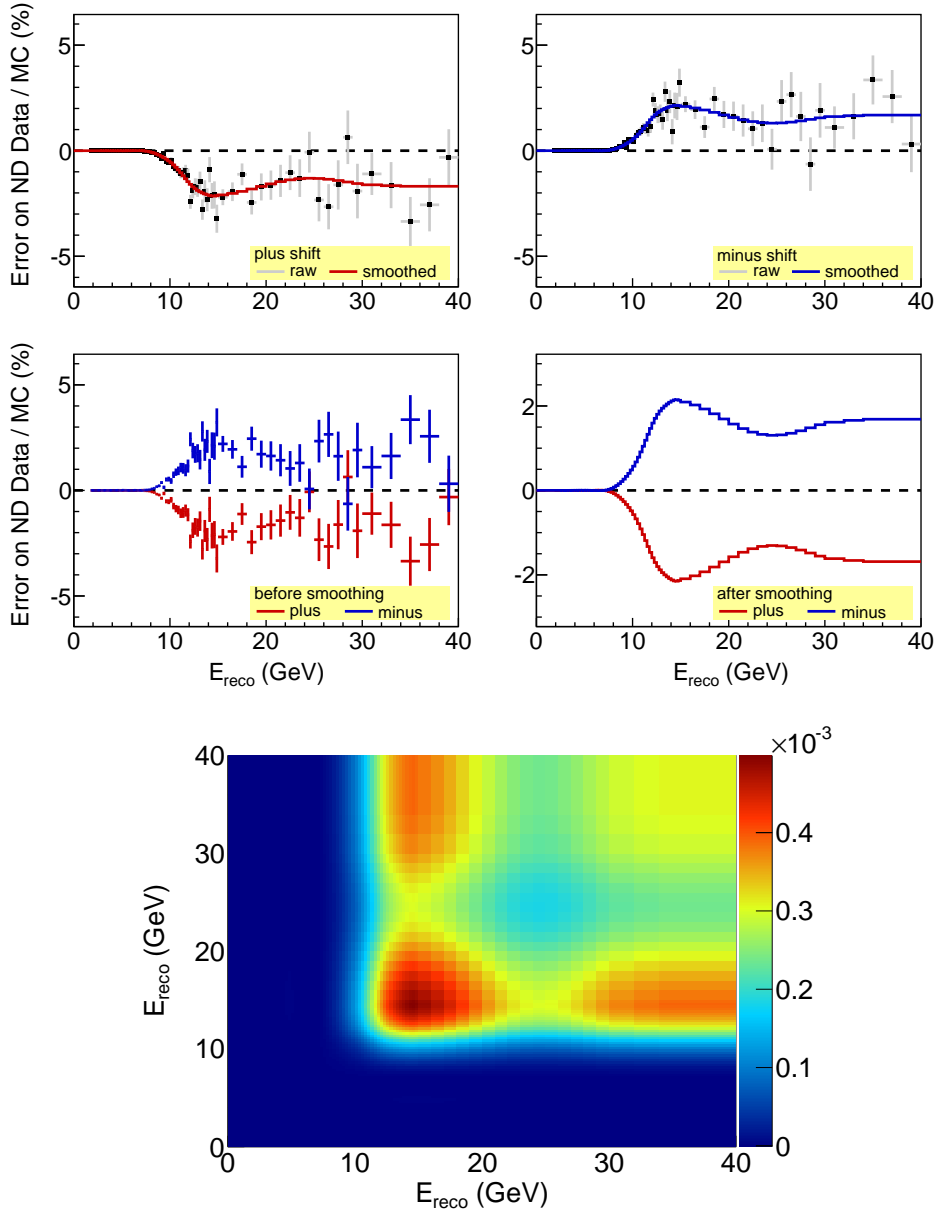 Error on ND Data / MC (%)
5
0
-5
plus shift
raw smoothed
0 10 20 30 40
5
0
-5
minus shift
raw smoothed
0 10 20 30 40
Error on ND Data / MC (%)
5
0
-5
before smoothing
plus minus
0 10 20 30 40
E_reco (GeV)
2
0
-2
after smoothing
plus minus
0 10 20 30 40
E_reco (GeV)
×10^-3
E_reco (GeV)
40
30
20
10
0
0 10 20 30 40
E_reco (GeV)
0.4
0.3
0.2
0.1
0